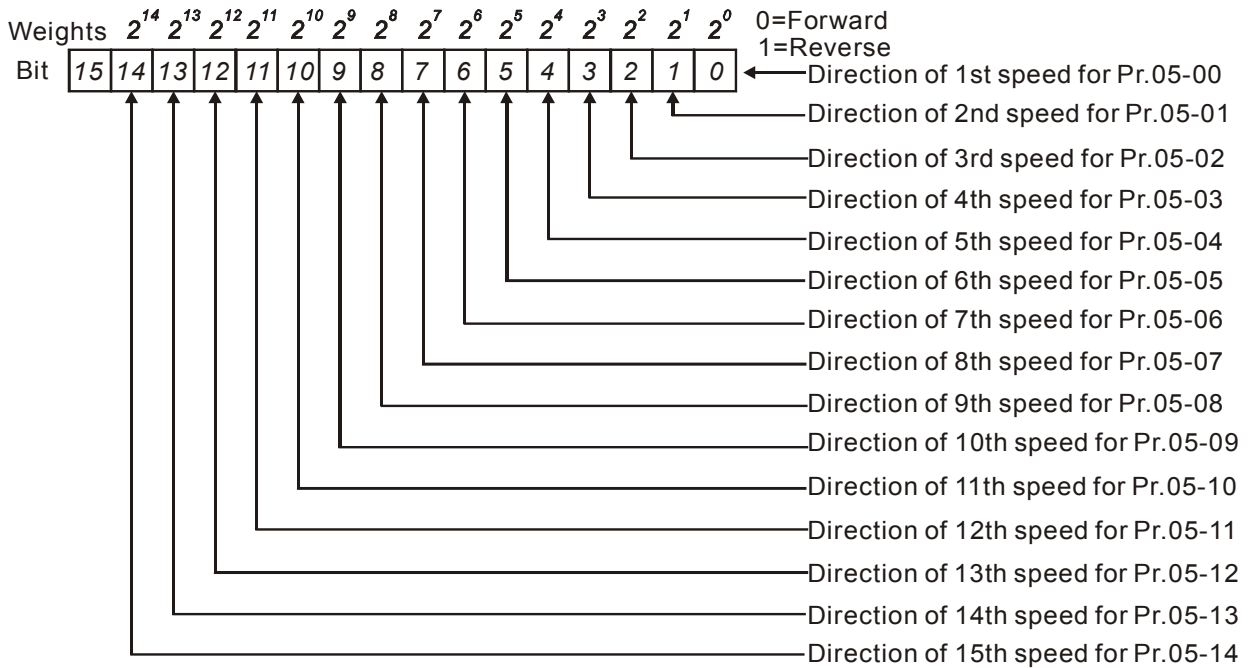 Weights 2^14 2^13 2^12 2^11 2^10 2^9 2^8 2^7 2^6 2^5 2^4 2^3 2^2 2^1 2^0
0=Forward
1=Reverse
Bit 15 14 13 12 11 10 9 8 7 6 5 4 3 2 1 0
Direction of 1st speed for Pr.05-00
Direction of 2nd speed for Pr.05-01
Direction of 3rd speed for Pr.05-02
Direction of 4th speed for Pr.05-03
Direction of 5th speed for Pr.05-04
Direction of 6th speed for Pr.05-05
Direction of 7th speed for Pr.05-06
Direction of 8th speed for Pr.05-07
Direction of 9th speed for Pr.05-08
Direction of 10th speed for Pr.05-09
Direction of 11th speed for Pr.05-10
Direction of 12th speed for Pr.05-11
Direction of 13th speed for Pr.05-12
Direction of 14th speed for Pr.05-13
Direction of 15th speed for Pr.05-14